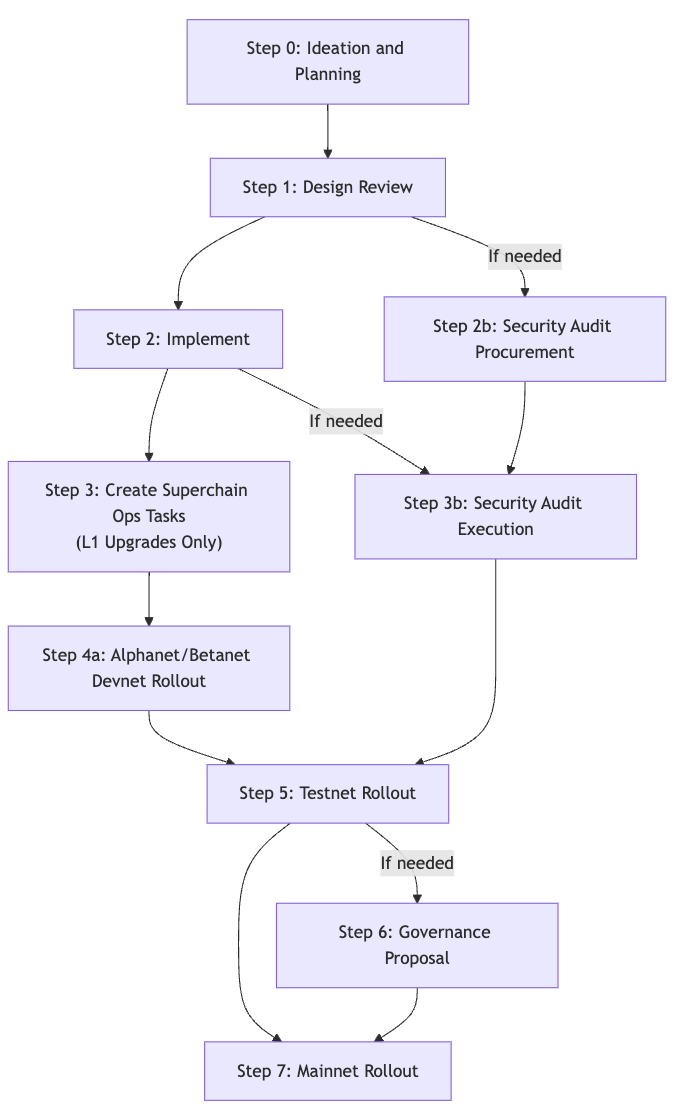 Step 0: Ideation and
Planning
Step 1: Design Review
If needed
Step 2: Implement
Step 2b: Security Audit
Procurement
If needed
Step 3: Create Superchain
Ops Tasks
(L1 Upgrades Only)
Step 3b: Security Audit
Execution
Step 4a: Alphanet/Betanet
Devnet Rollout
Step 5: Testnet Rollout
If needed
Step 6: Governance
Proposal
Step 7: Mainnet Rollout